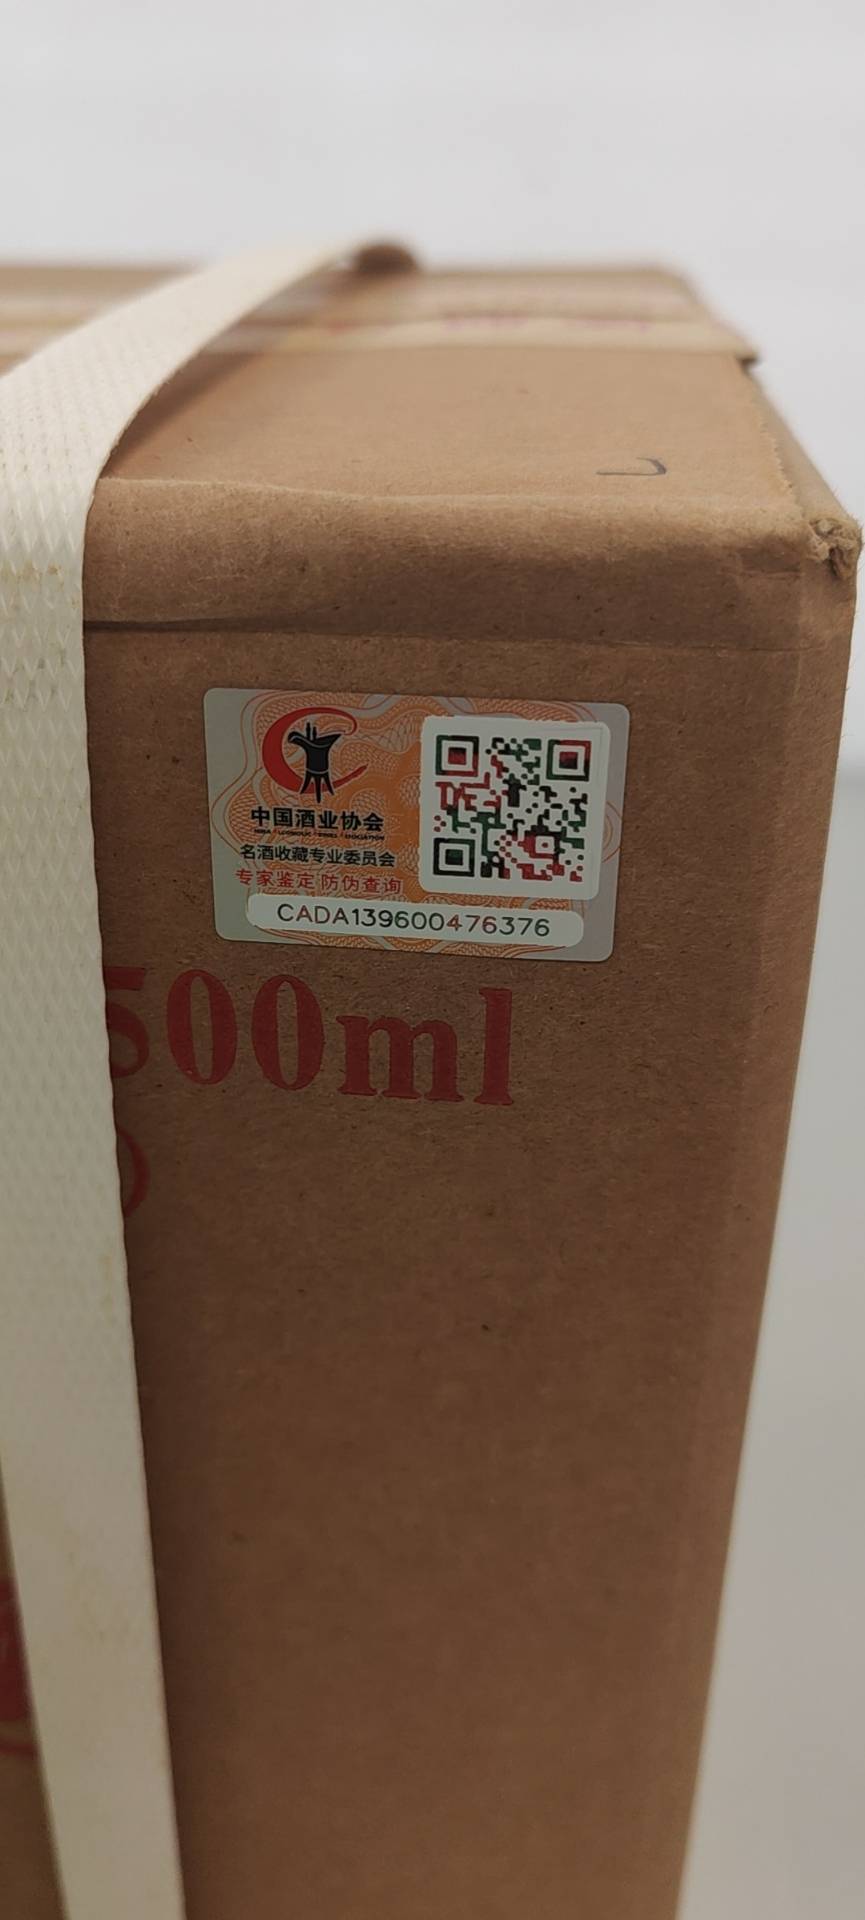 中国酒业协会
名酒收藏专业委员会
专家鉴定 防伪查询
CADA139600476376
500ml